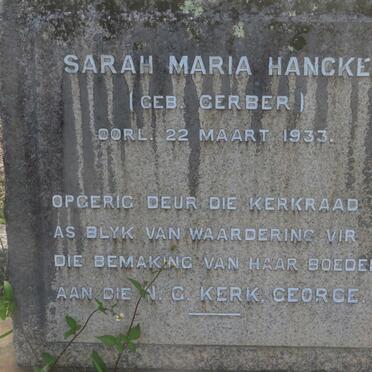 SARAH MARIA HANCKE
(GEB. GERBER)
OORL. 22 MAART 1933.
OPGERIG DEUR DIE KERKRAAD
AS BLYK VAN WAARDERING VIR
DIE BEMAKING VAN HAAR BOEDEL
AAN DIE N. G. KERK, GEORGE.